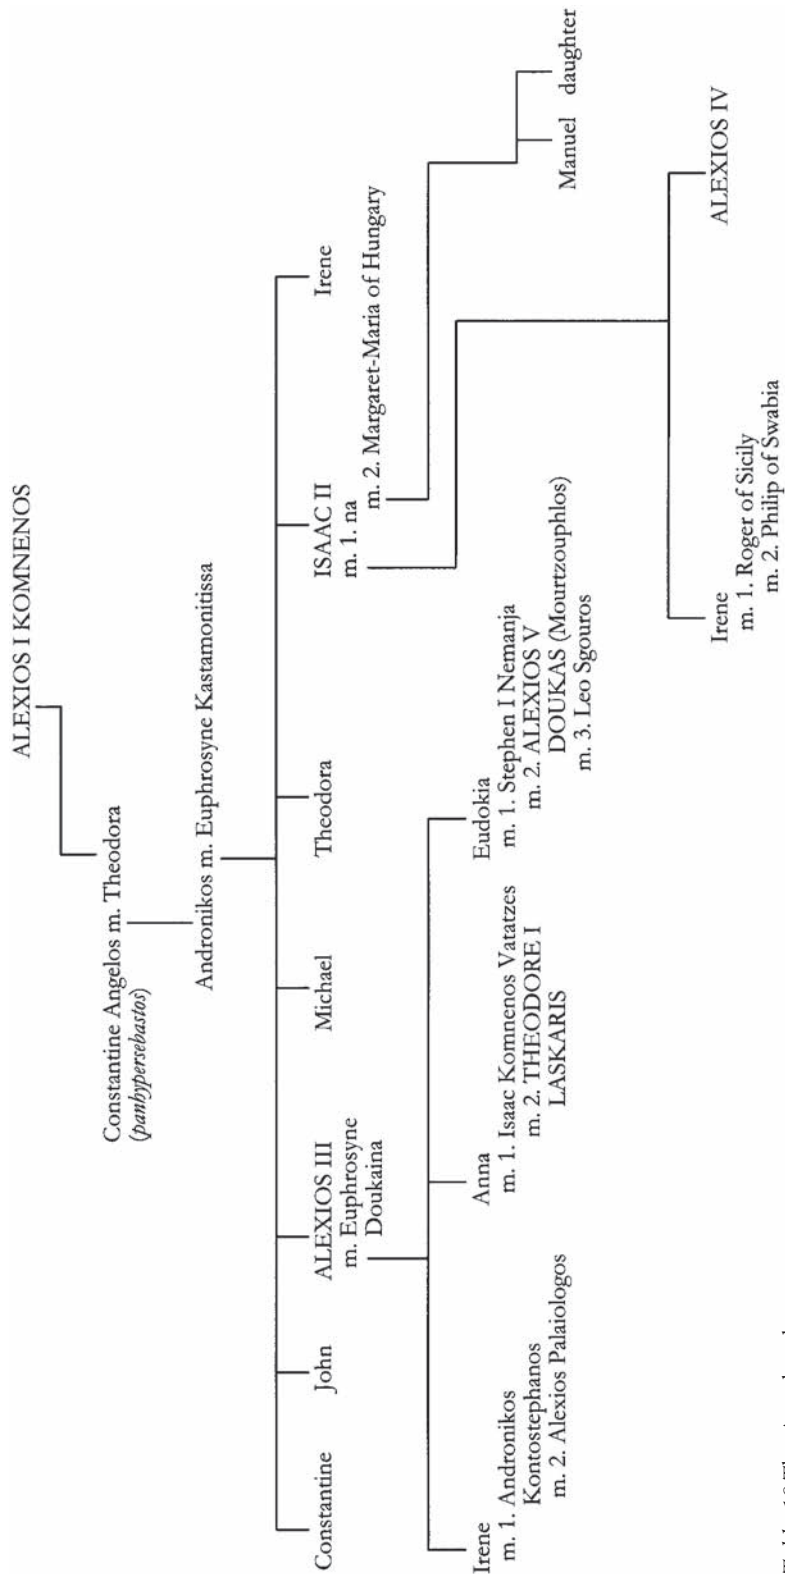 ALEXIOS I KOMNENOS
Constantine Angelos m. Theodora
(panhypersebastos)
Andronikos m. Euphrosyne Kastamonitissa
Constantine
John
ALEXIOS III
m. Euphrosyne
Doukaina
Michael
Theodora
ISAAC II
m. 1. na
m. 2. Margaret-Maria of Hungary
Irene
Irene
m. 1. Andronikos
Kontostephanos
m. 2. Alexios Palaiologos
Anna
m. 1. Isaac Komnenos Vatatzes
m. 2. THEODORE I
LASKARIS
Eudokia
m. 1. Stephen I Nemanja
m. 2. ALEXIOS V
DOUKAS (Mourtzouphlos)
m. 3. Leo Sgouros
Manuel
daughter
Irene
m. 1. Roger of Sicily
m. 2. Philip of Swabia
ALEXIOS IV